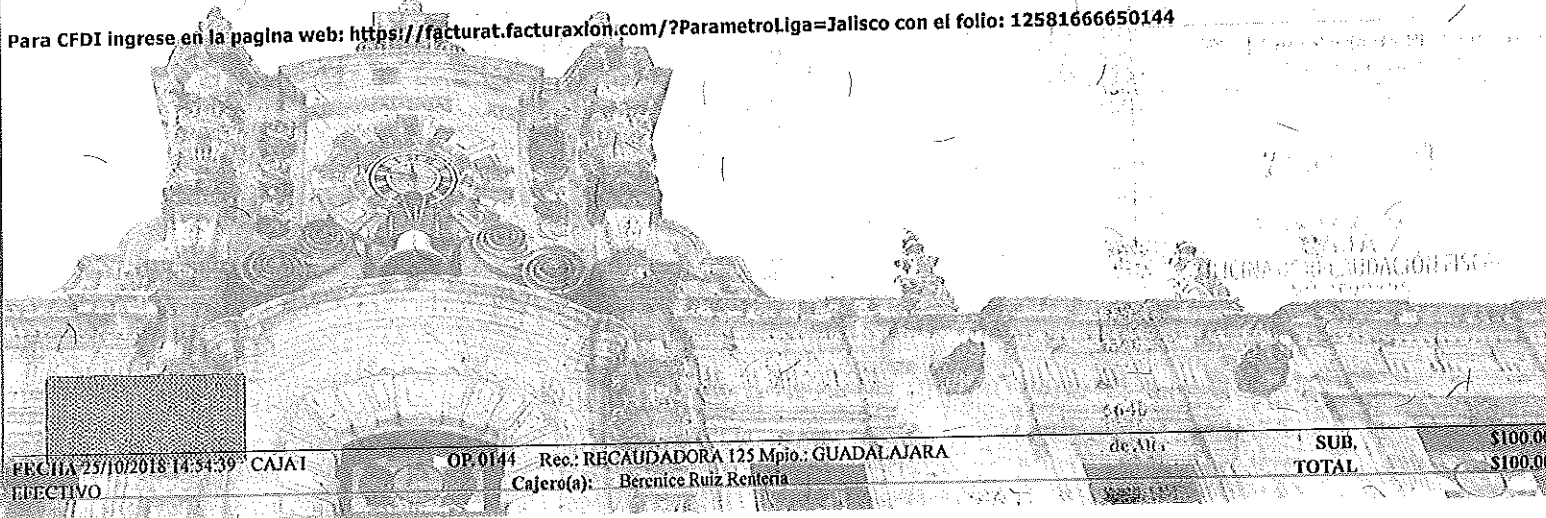 Para CFDI ingrese en la pagina web: https://facturat.facturaxion.com/?ParametroLiga=Jalisco con el folio: 12581666650144
FECHA 25/10/2018 14:54:39 CAJA 1 OP. 0144 Rec.: RECAUDADORA 125 Mpio.: GUADALAJARA SUB. $100.00
EFECTIVO Cajero(a): Berenice Ruiz Renteria TOTAL $100.00